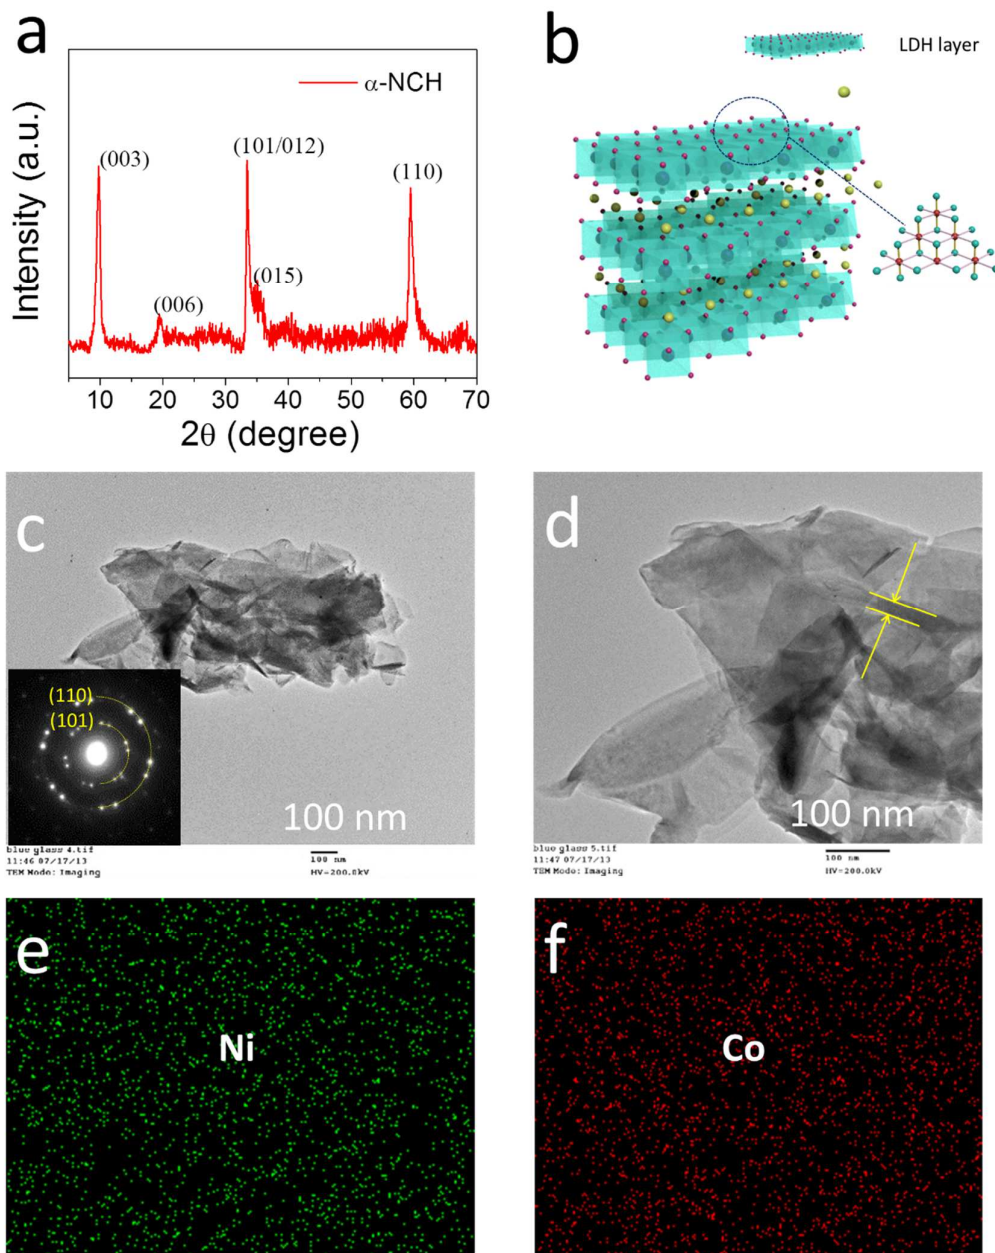 a
Intensity (a.u.)
α-NCH
(003)
(006)
(101/012)
(015)
(110)
10 20 30 40 50 60 70
2θ (degree)
b
LDH layer
c
(110)
(101)
100 nm
blue glass 4.tif
11:46 07/17/13
TEM Mode: Imaging
100 nm
HV=200.0kV
d
100 nm
blue glass 5.tif
11:47 07/17/13
TEM Mode: Imaging
100 nm
HV=200.0kV
e
Ni
f
Co